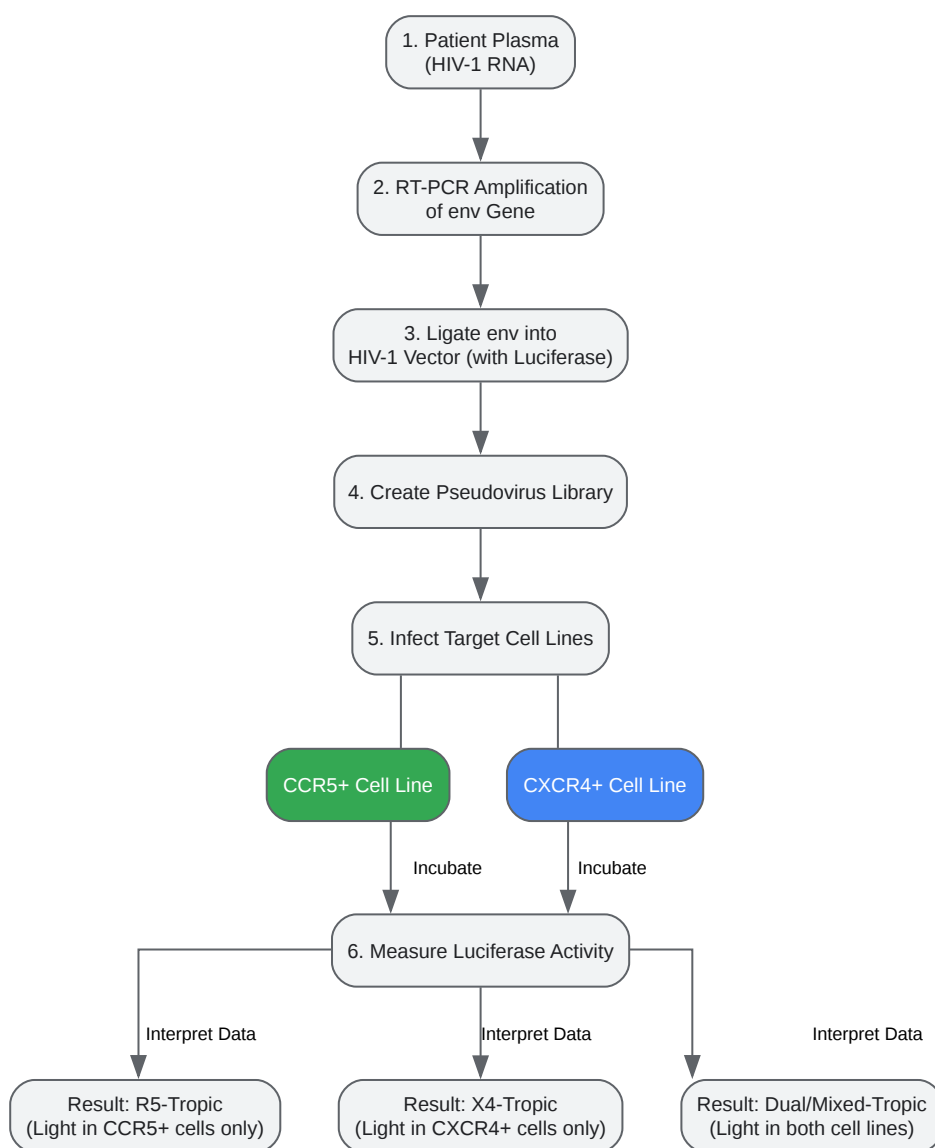 1. Patient Plasma
(HIV-1 RNA)
2. RT-PCR Amplification
of env Gene
3. Ligate env into
HIV-1 Vector (with Luciferase)
4. Create Pseudovirus Library
5. Infect Target Cell Lines
CCR5+ Cell Line
CXCR4+ Cell Line
Incubate
Incubate
6. Measure Luciferase Activity
Interpret Data
Interpret Data
Interpret Data
Result: R5-Tropic
(Light in CCR5+ cells only)
Result: X4-Tropic
(Light in CXCR4+ cells only)
Result: Dual/Mixed-Tropic
(Light in both cell lines)